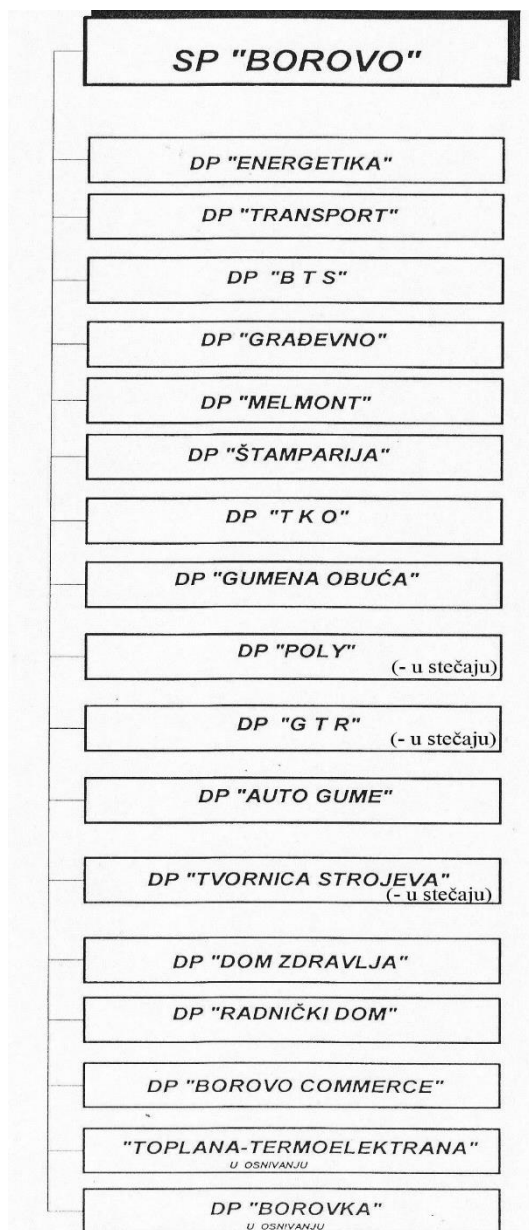 SP "BOROVO"
DP "ENERGETIKA"
DP "TRANSPORT"
DP "B T S"
DP "GRAĐEVNO"
DP "MELMONT"
DP "ŠTAMPARIJA"
DP "T K O"
DP "GUMENA OBUĆA"
DP "POLY"
(- u stečaju)
DP "G T R"
(- u stečaju)
DP "AUTO GUME"
DP "TVORNICA STROJEVA"
(- u stečaju)
DP "DOM ZDRAVLJA"
DP "RADNIČKI DOM"
DP "BOROVO COMMERCE"
"TOPLANA-TERMOELEKTRANA"
U OSNIVANJU
DP "BOROVKA"
U OSNIVANJU